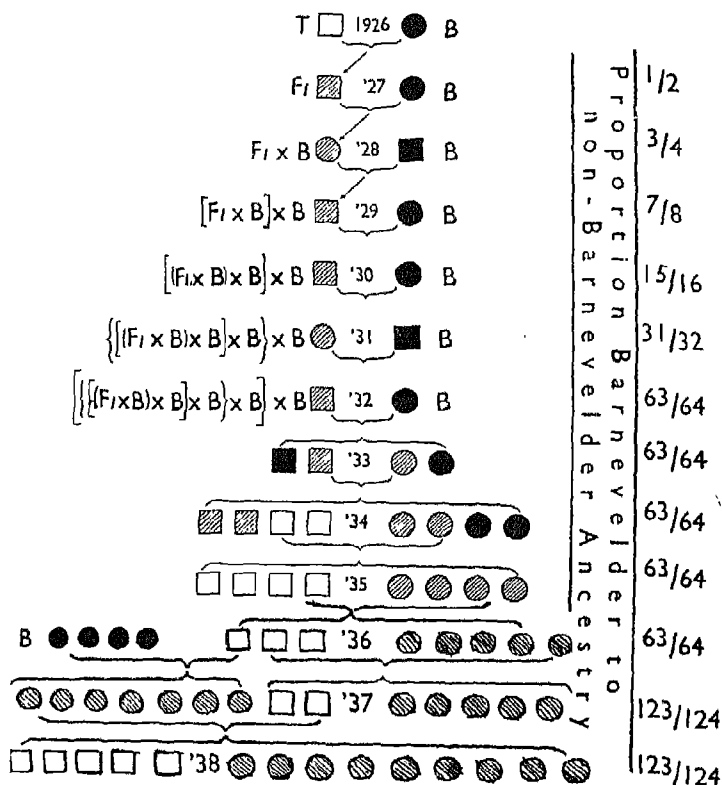 T 1926 B
F1 '27 B 1/2
F1 x B '28 B 3/4
[F1 x B] x B '29 B 7/8
[(F1 x B) x B] x B '30 B 15/16
{[(F1 x B) x B] x B} x B '31 B 31/32
[{[(F1xB) x B] x B} x B] x B '32 B 63/64
'33 63/64
'34 63/64
'35 63/64
B '36 63/64
'37 123/124
'38 123/124
Proportion Barnevelder to
non-Barnevelder Ancestry